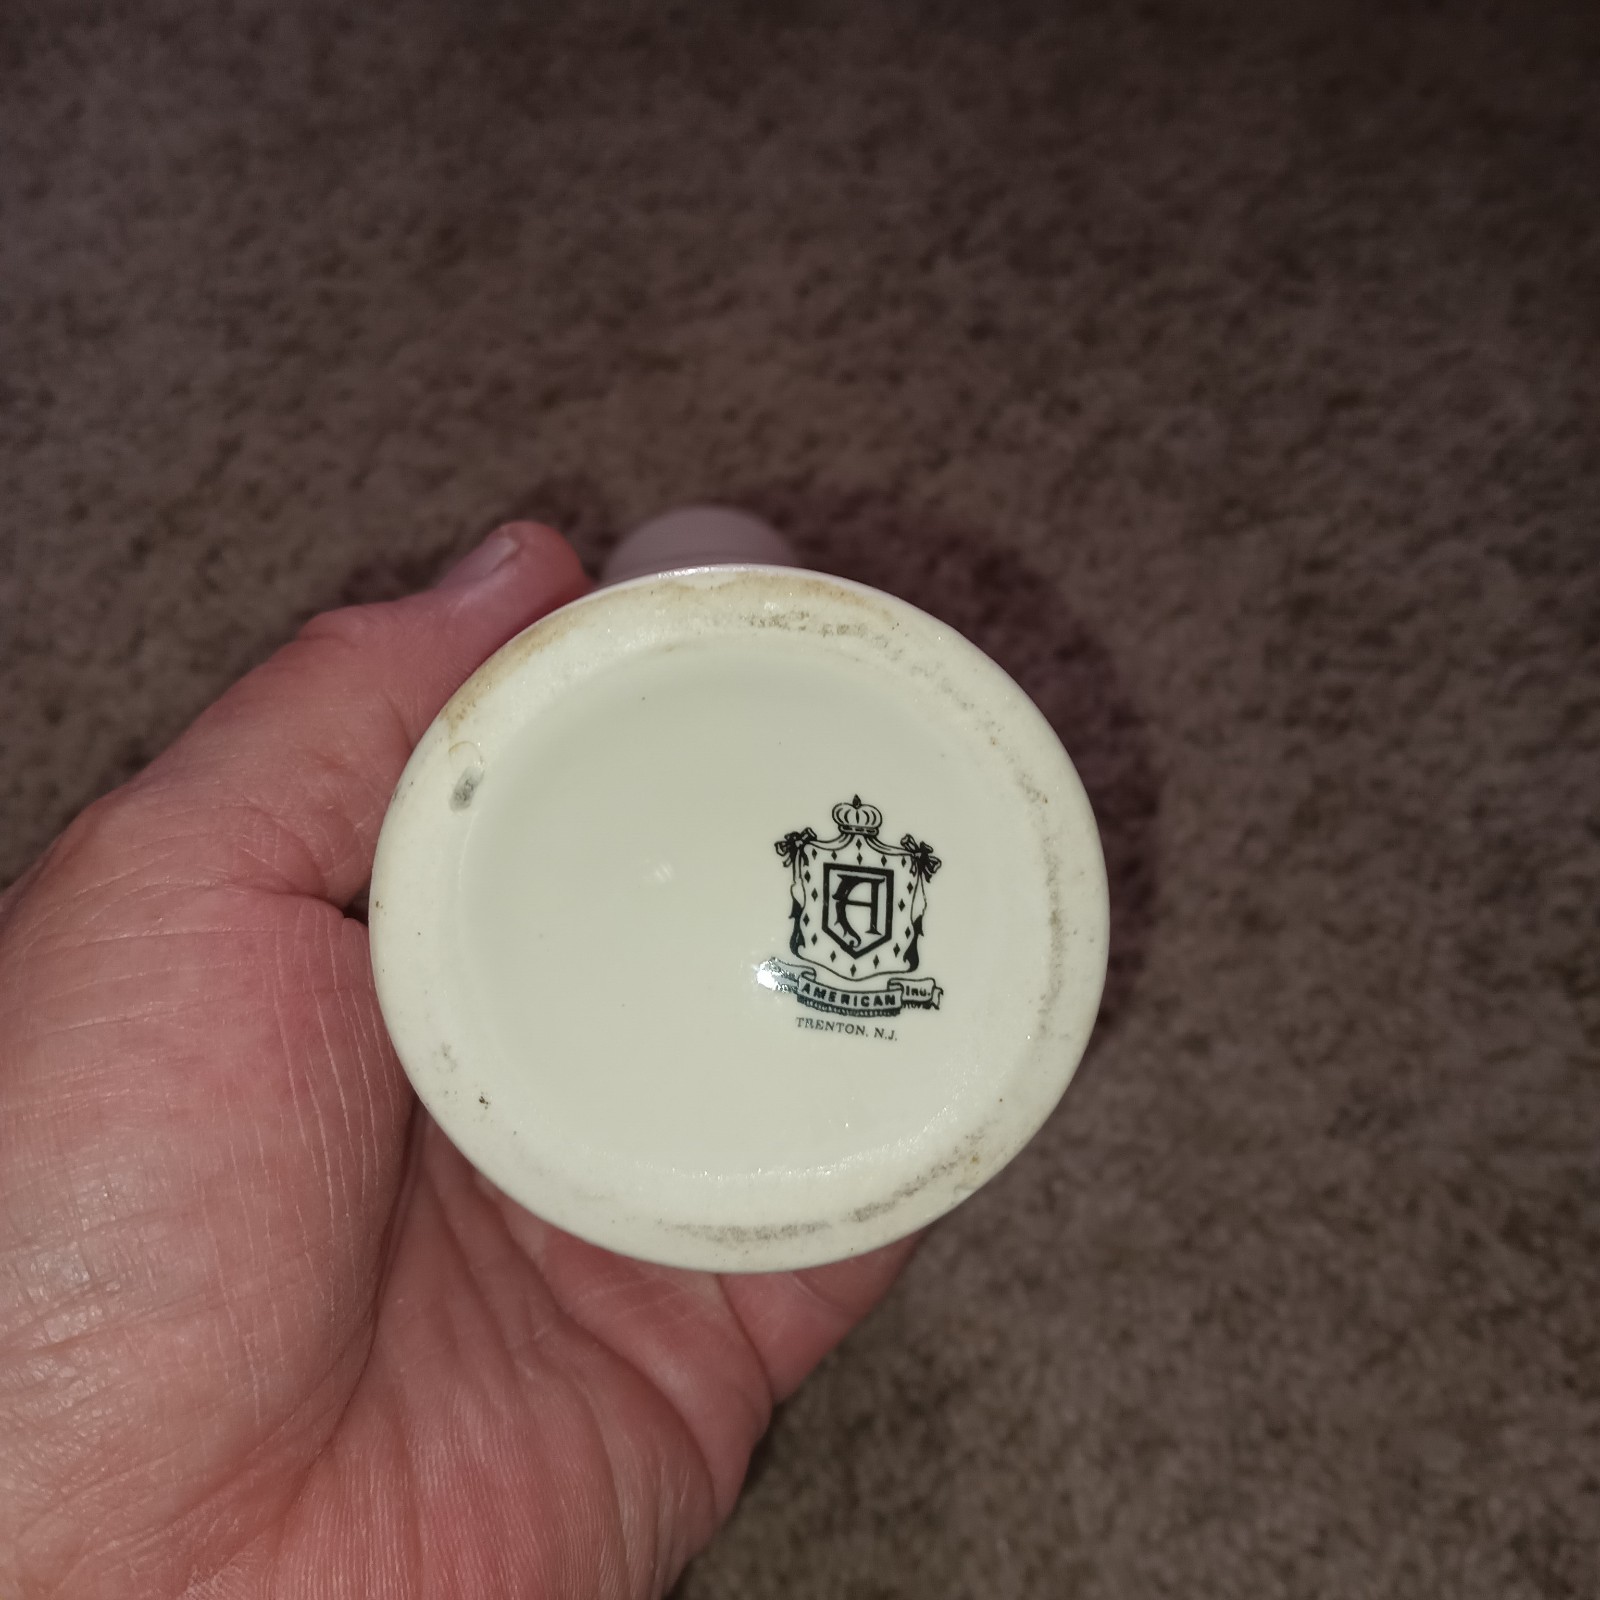 A
AMERICAN INC.
TRENTON, N.J.